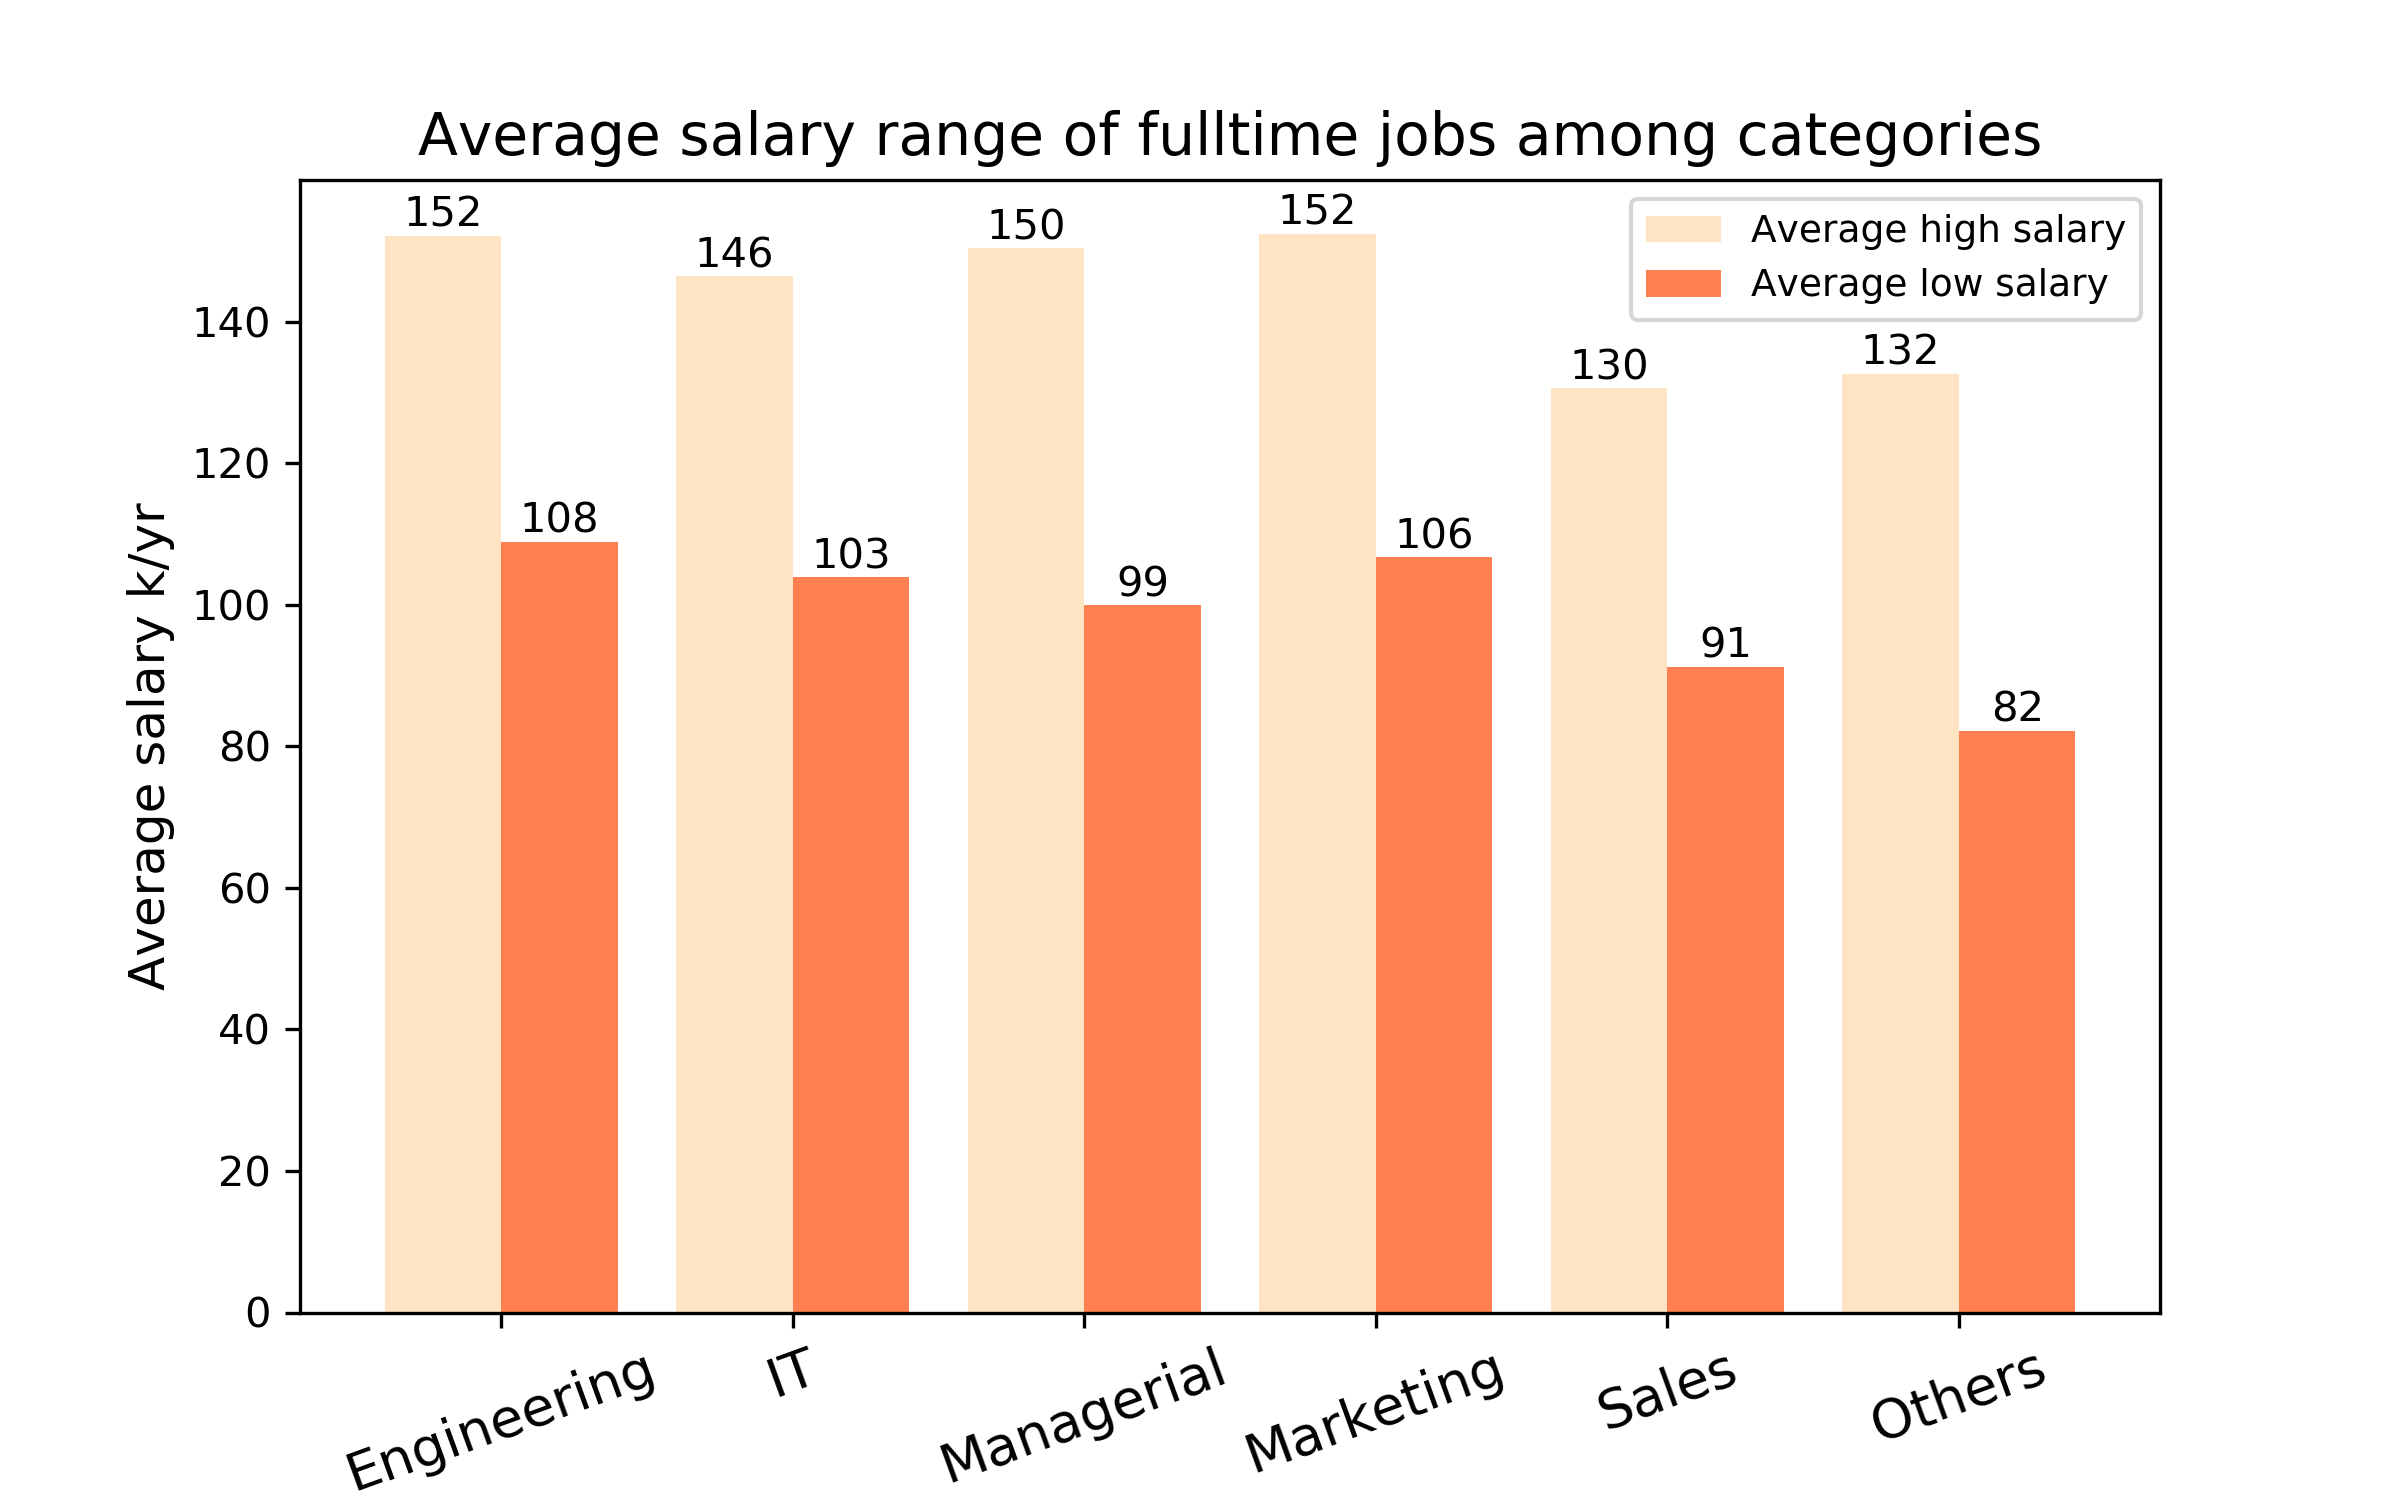 Average salary range of fulltime jobs among categories
Average high salary
Average low salary
152
108
146
103
150
99
152
106
130
91
132
82
Average salary k/yr
140
120
100
80
60
40
20
0
Engineering
IT
Managerial
Marketing
Sales
Others